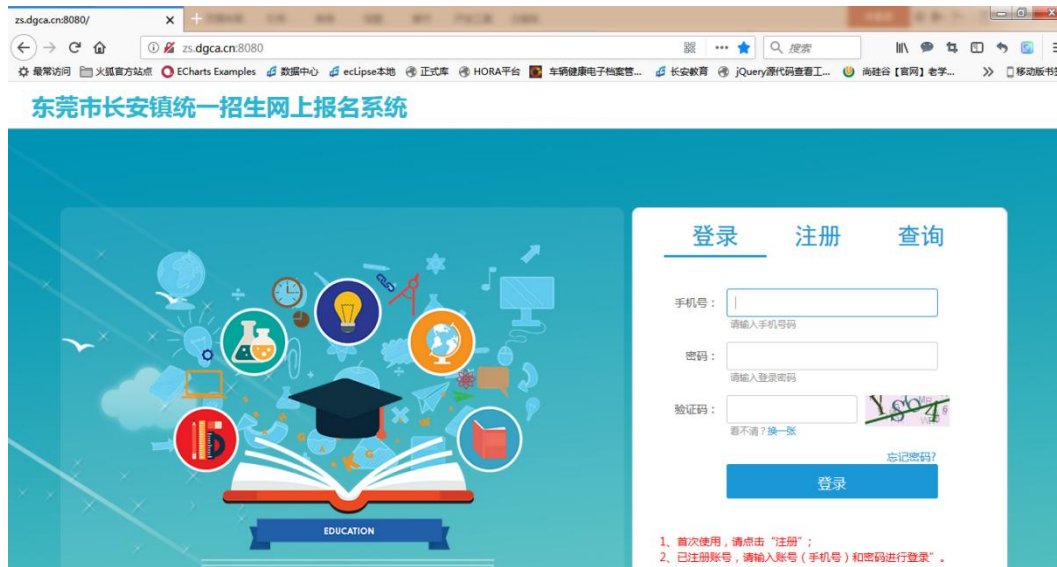 zs.dgca.cn:8080/
zs.dgca.cn:8080
搜索
最常访问 火狐官方站点 ECharts Examples 数据中心 eclipse本地 正式库 HORA平台 车辆健康电子档案管... 长安教育 jQuery源代码查看工... 尚硅谷【官网】老学... 移动版书签
东莞市长安镇统一招生网上报名系统
登录 注册 查询
手机号：
请输入手机号码
密码：
请输入登录密码
验证码：
看不清？换一张
忘记密码?
登录
EDUCATION
1、首次使用，请点击“注册”；
2、已注册账号，请输入账号（手机号）和密码进行登录”。